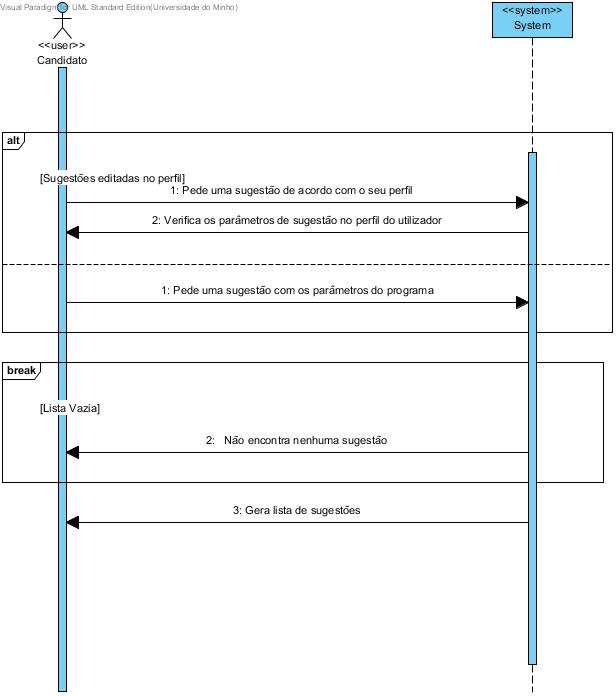 Visual Paradigm for UML Standard Edition(Universidade do Minho)
<<user>>
Candidato
<<system>>
System
alt
[Sugestões editadas no perfil]
1: Pede uma sugestão de acordo com o seu perfil
2: Verifica os parâmetros de sugestão no perfil do utilizador
1: Pede uma sugestão com os parâmetros do programa
break
[Lista Vazia]
2: Não encontra nenhuma sugestão
3: Gera lista de sugestões